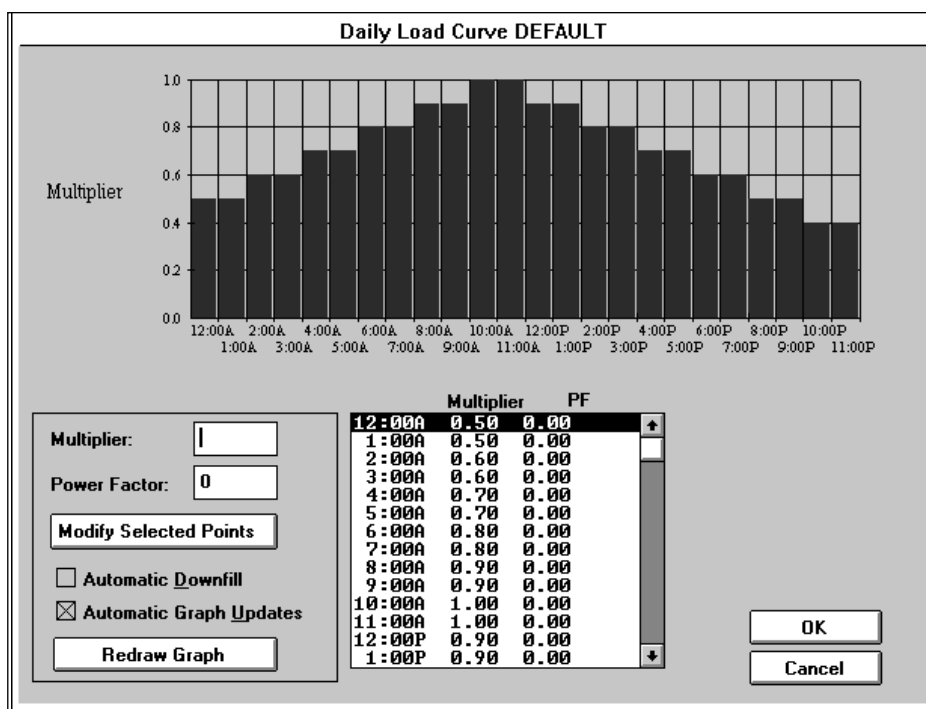 Daily Load Curve DEFAULT
1.0
0.8
0.6
0.4
0.2
0.0
Multiplier
12:00A 2:00A 4:00A 6:00A 8:00A 10:00A 12:00P 2:00P 4:00P 6:00P 8:00P 10:00P
1:00A 3:00A 5:00A 7:00A 9:00A 11:00A 1:00P 3:00P 5:00P 7:00P 9:00P 11:00P
Multiplier PF
12:00A 0.50 0.00
1:00A 0.50 0.00
2:00A 0.60 0.00
3:00A 0.60 0.00
4:00A 0.70 0.00
5:00A 0.70 0.00
6:00A 0.80 0.00
7:00A 0.80 0.00
8:00A 0.90 0.00
9:00A 0.90 0.00
10:00A 1.00 0.00
11:00A 1.00 0.00
12:00P 0.90 0.00
1:00P 0.90 0.00
Multiplier:
Power Factor: 0
Modify Selected Points
Automatic Downfill
Automatic Graph Updates
Redraw Graph
OK
Cancel